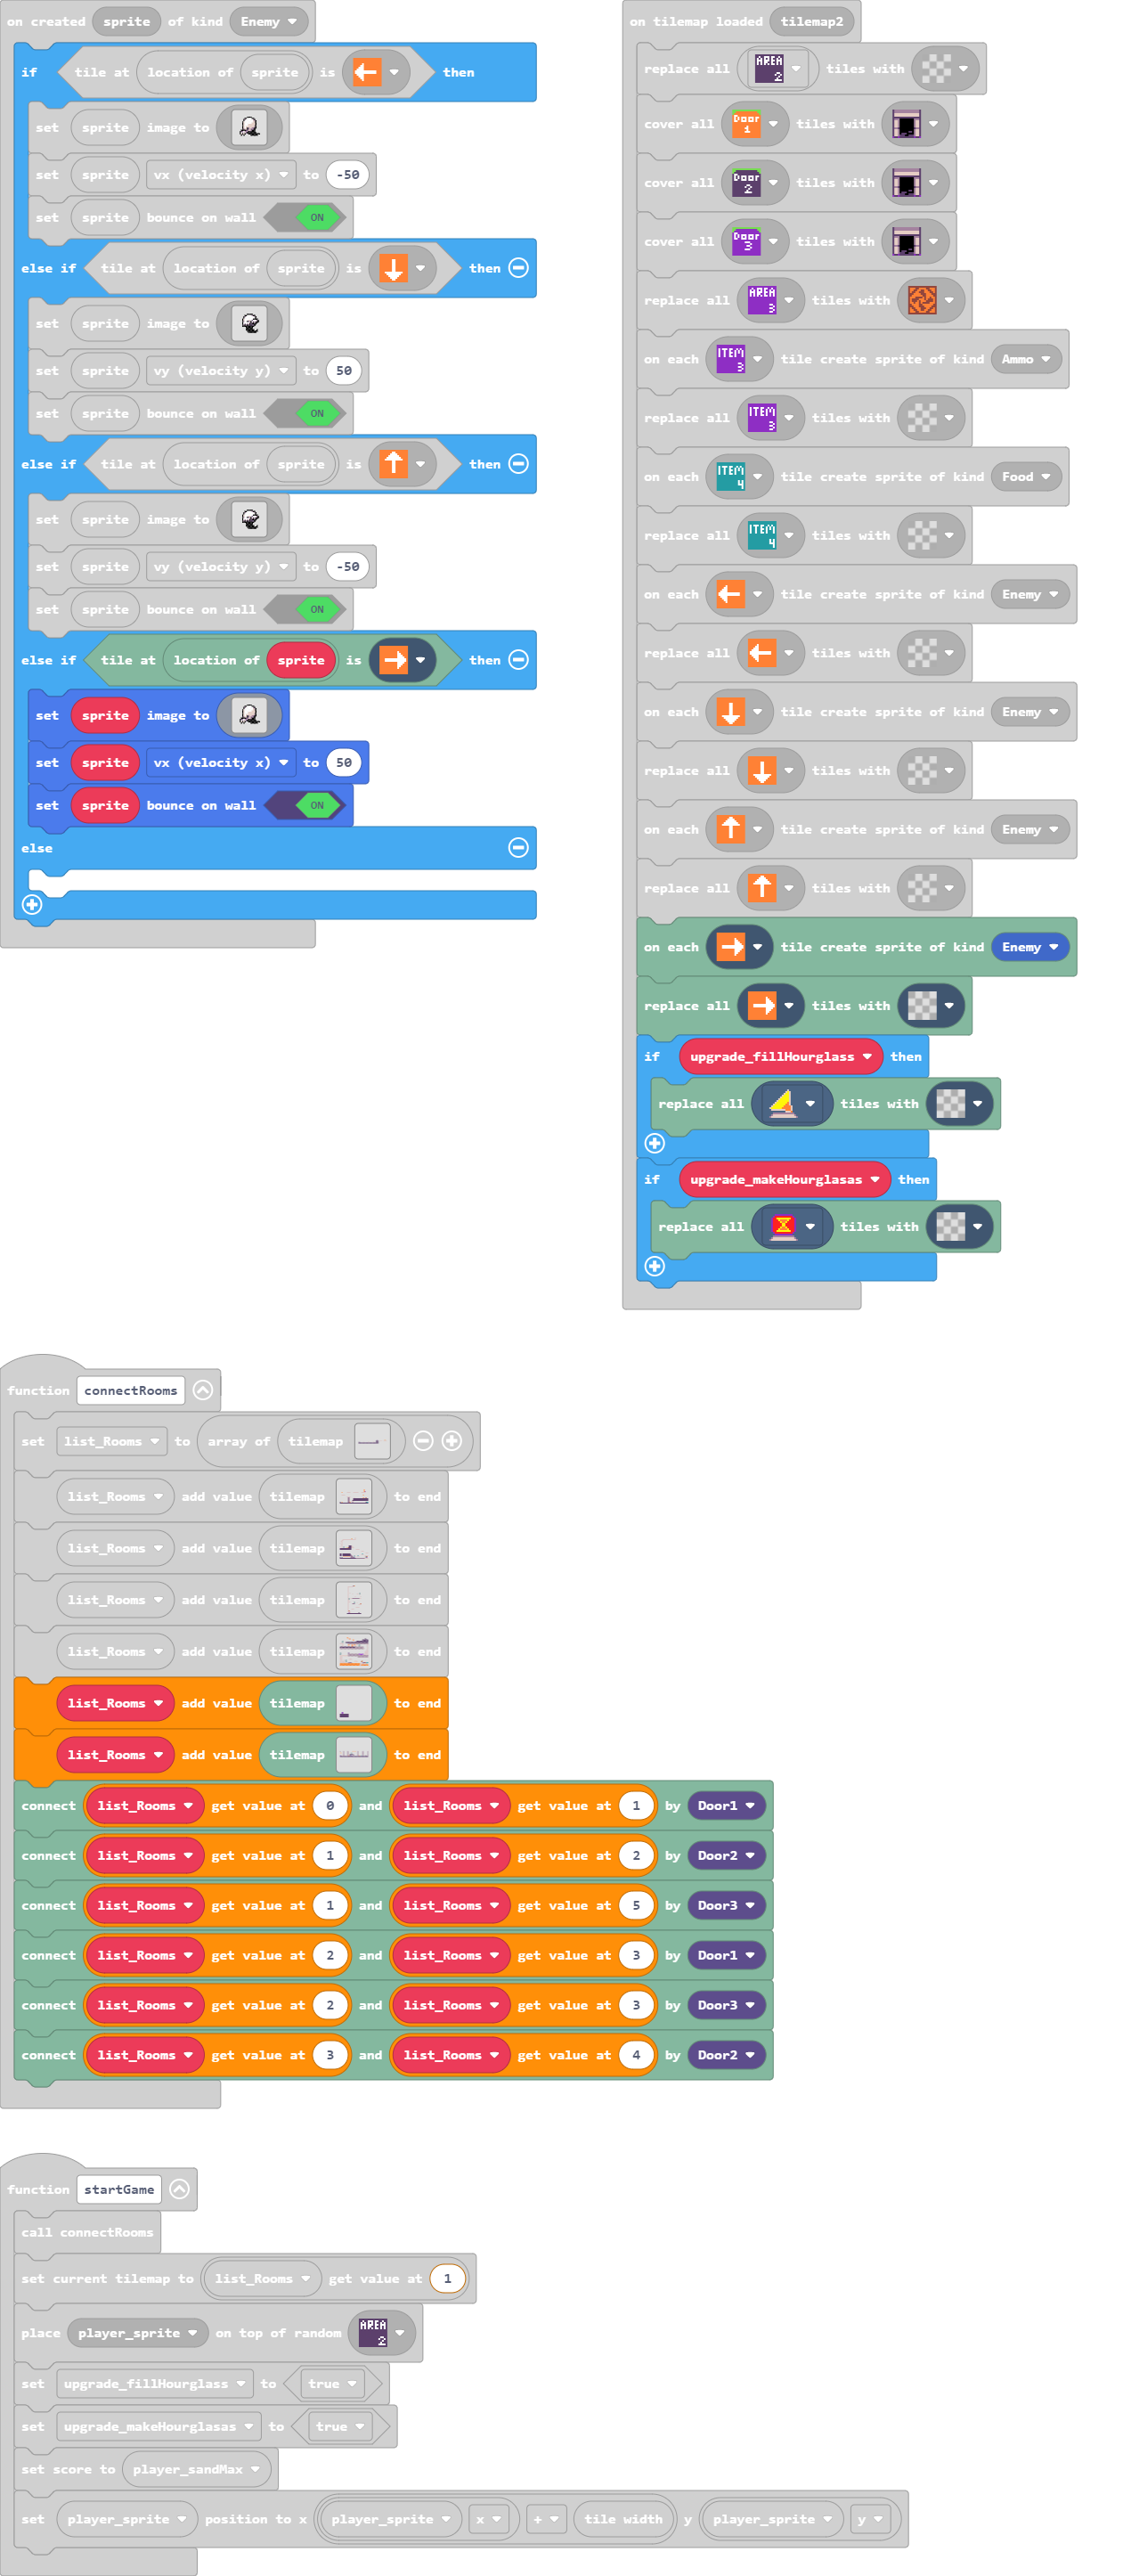 on created sprite of kind Enemy
if tile at location of sprite is then
set sprite image to
set sprite vx (velocity x) to -50
set sprite bounce on wall ON
else if tile at location of sprite is then
set sprite image to
set sprite vy (velocity y) to 50
set sprite bounce on wall ON
else if tile at location of sprite is then
set sprite image to
set sprite vy (velocity y) to -50
set sprite bounce on wall ON
else if tile at location of sprite is then
set sprite image to
set sprite vx (velocity x) to 50
set sprite bounce on wall ON
else
on tilemap loaded tilemap2
replace all AREA 2 tiles with
cover all Door 1 tiles with
cover all Door 2 tiles with
cover all Door 3 tiles with
replace all AREA 3 tiles with
on each ITEM 3 tile create sprite of kind Ammo
replace all ITEM 3 tiles with
on each ITEM 4 tile create sprite of kind Food
replace all ITEM 4 tiles with
on each tile create sprite of kind Enemy
replace all tiles with
on each tile create sprite of kind Enemy
replace all tiles with
on each tile create sprite of kind Enemy
replace all tiles with
on each tile create sprite of kind Enemy
replace all tiles with
if upgrade_fillHourglass then
replace all tiles with
if upgrade_makeHourglasas then
replace all tiles with
function connectRooms
set list_Rooms to array of tilemap
list_Rooms add value tilemap to end
list_Rooms add value tilemap to end
list_Rooms add value tilemap to end
list_Rooms add value tilemap to end
list_Rooms add value tilemap to end
list_Rooms add value tilemap to end
connect list_Rooms get value at 0 and list_Rooms get value at 1 by Door1
connect list_Rooms get value at 1 and list_Rooms get value at 2 by Door2
connect list_Rooms get value at 1 and list_Rooms get value at 5 by Door3
connect list_Rooms get value at 2 and list_Rooms get value at 3 by Door1
connect list_Rooms get value at 2 and list_Rooms get value at 3 by Door3
connect list_Rooms get value at 3 and list_Rooms get value at 4 by Door2
function startGame
call connectRooms
set current tilemap to list_Rooms get value at 1
place player_sprite on top of random AREA 2
set upgrade_fillHourglass to true
set upgrade_makeHourglasas to true
set score to player_sandMax
set player_sprite position to x player_sprite x + tile width y player_sprite y